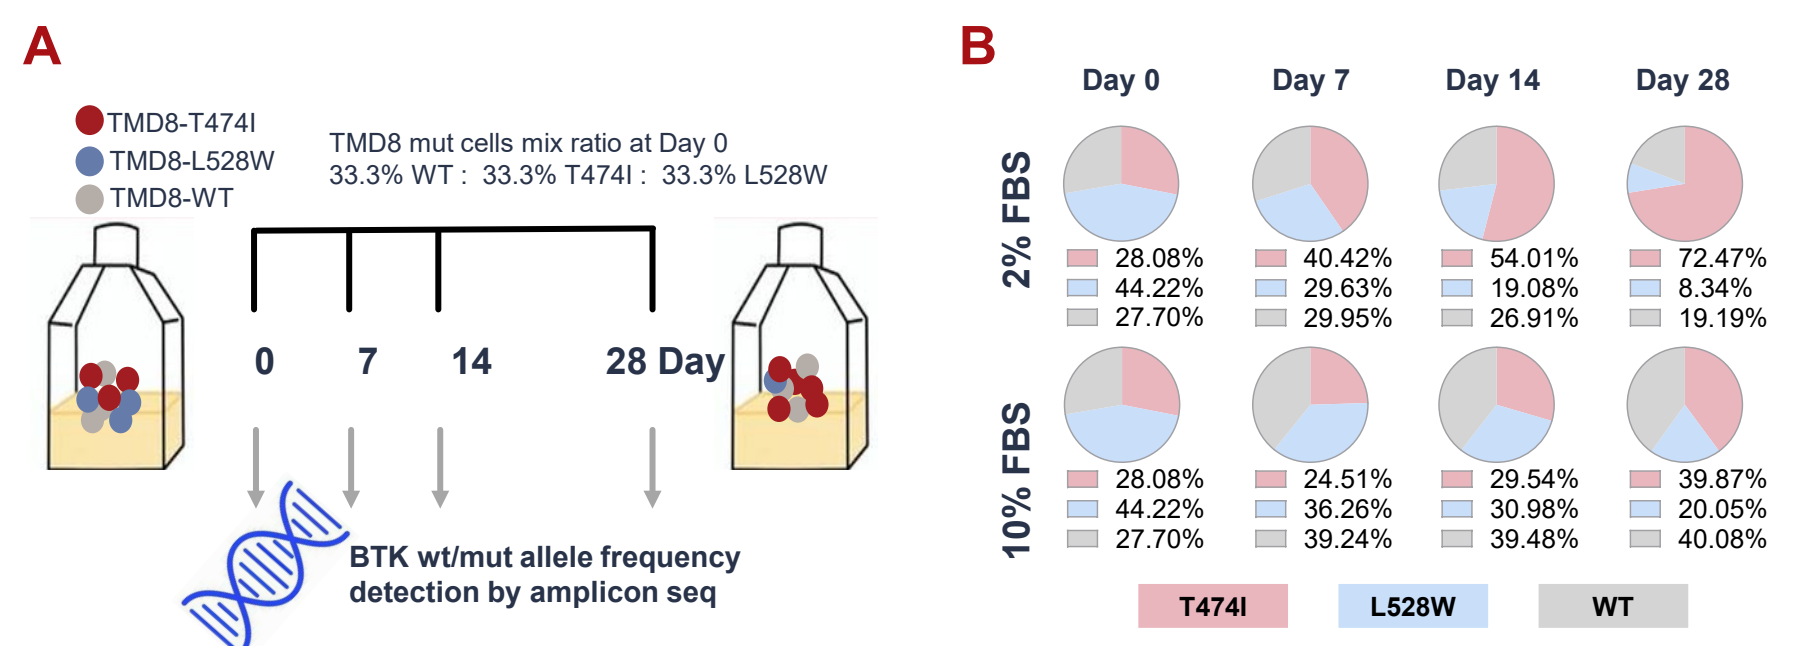 A
TMD8-T474I
TMD8-L528W
TMD8-WT
TMD8 mut cells mix ratio at Day 0
33.3% WT : 33.3% T474I : 33.3% L528W
0 7 14 28 Day
BTK wt/mut allele frequency
detection by amplicon seq
B
Day 0 Day 7 Day 14 Day 28
2% FBS
28.08% 40.42% 54.01% 72.47%
44.22% 29.63% 19.08% 8.34%
27.70% 29.95% 26.91% 19.19%
10% FBS
28.08% 24.51% 29.54% 39.87%
44.22% 36.26% 30.98% 20.05%
27.70% 39.24% 39.48% 40.08%
T474I L528W WT